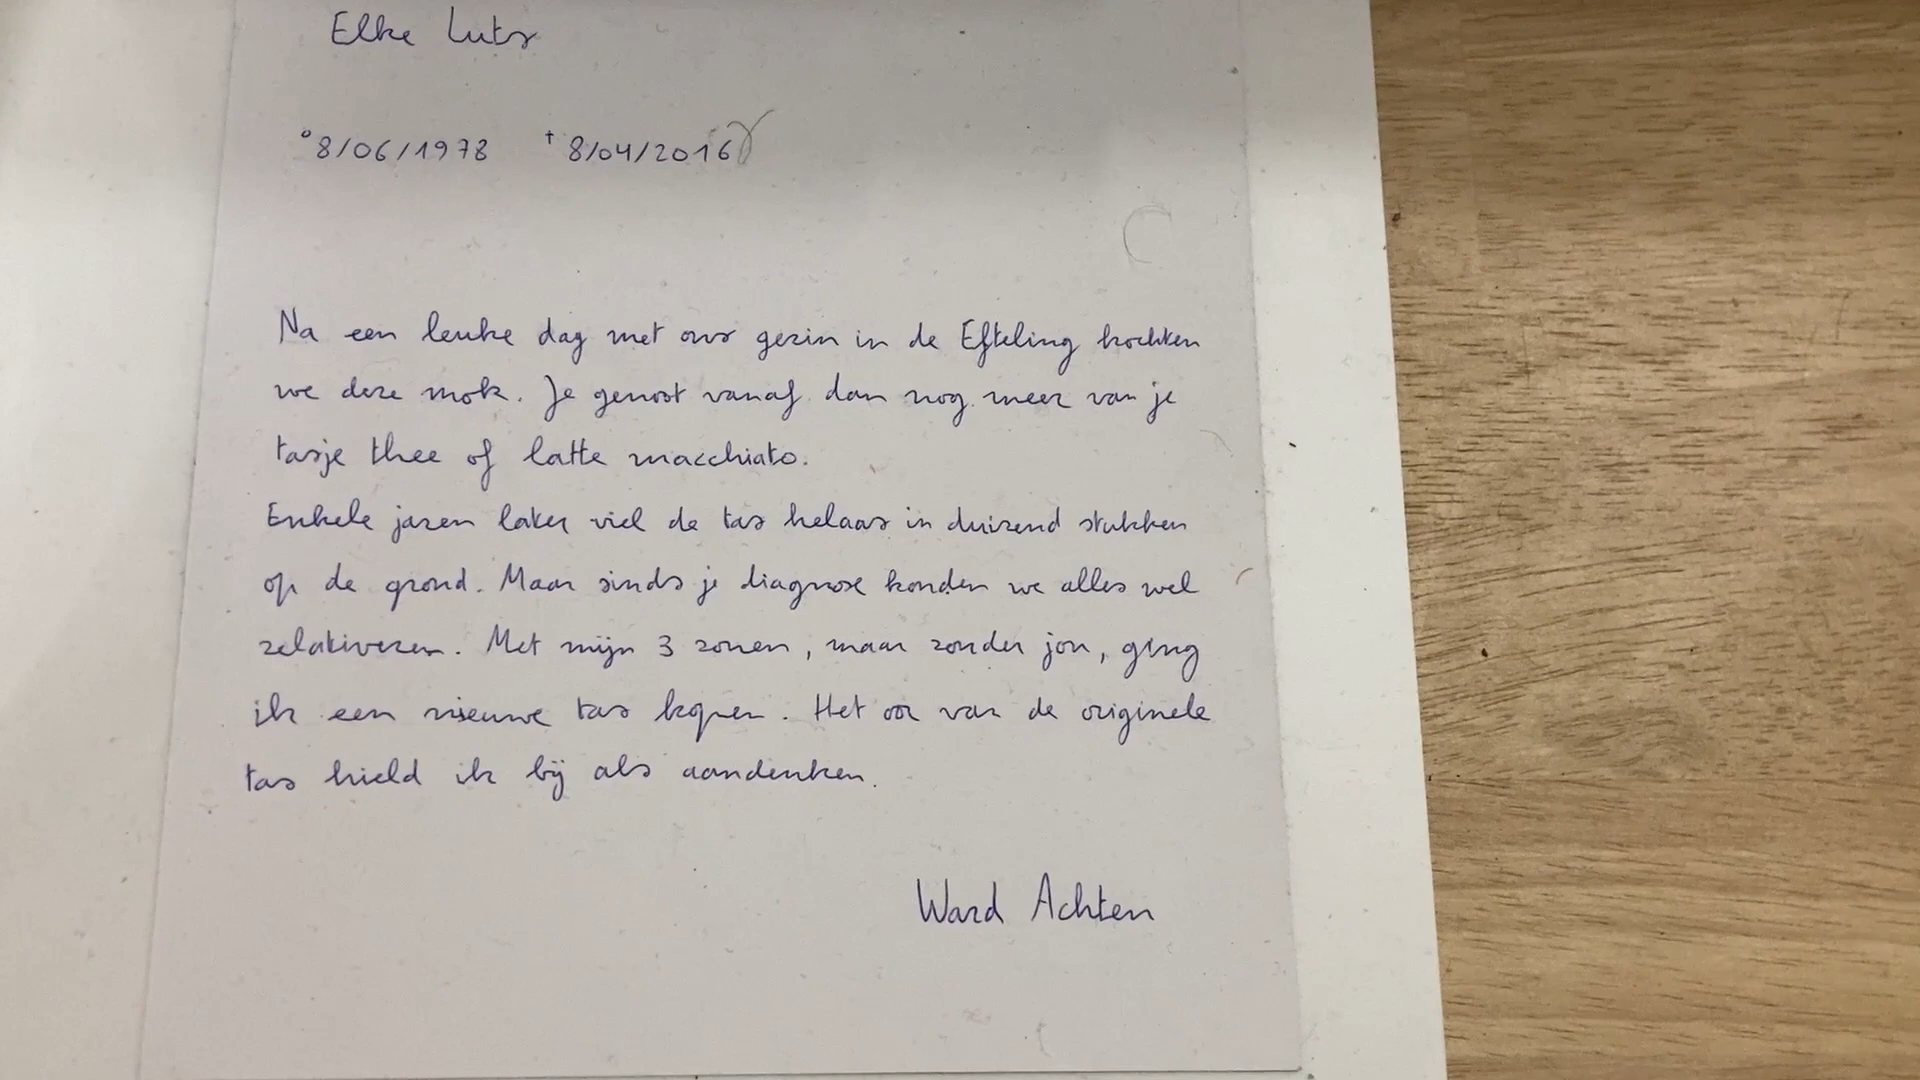 Elke Luts
°8/06/1978 †8/04/2016
Na een leuke dag met ons gezin in de Efteling kochten
we deze mok. Je genoot vanaf dan nog meer van je
tasje thee of latte macchiato.
Enkele jaren later viel de tas helaas in duizend stukken
op de grond. Maar sinds je diagnose konden we alles wel
relativeren. Met mijn 3 zonen, maar zonder jou, ging
ik een nieuwe tas kopen. Het oor van de originele
tas hield ik bij als aandenken.
Ward Achten